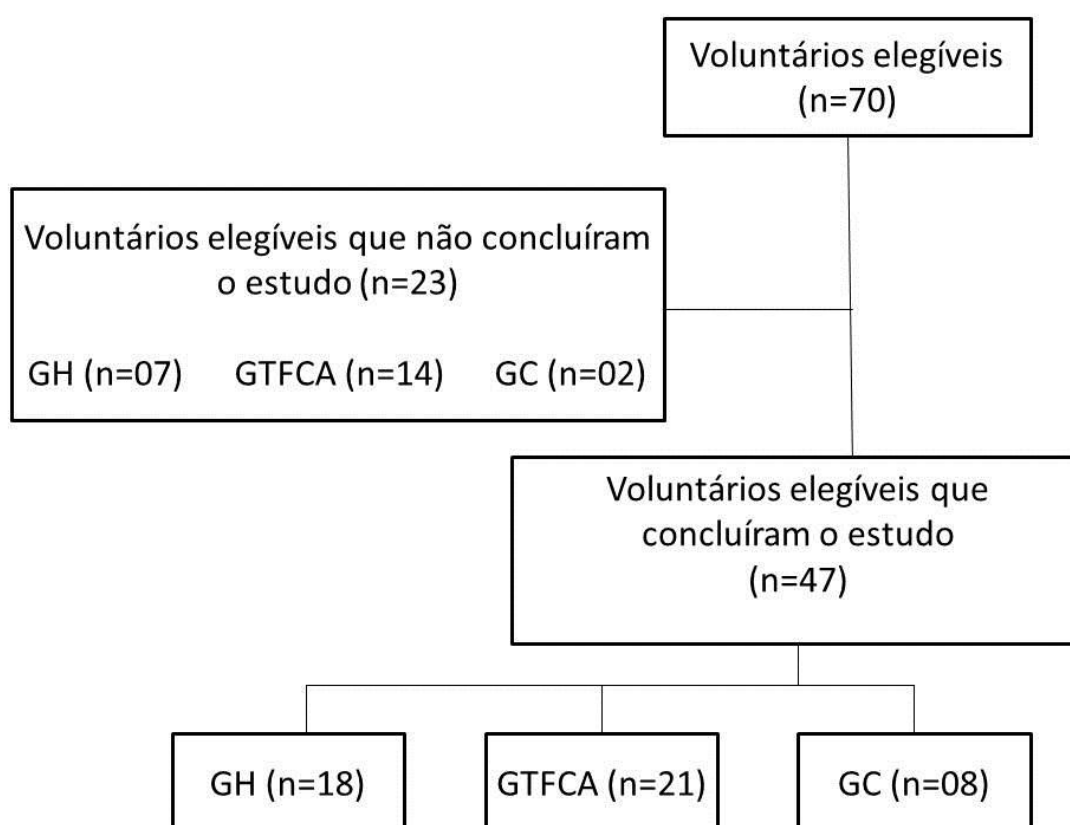 Voluntários elegíveis
(n=70)
Voluntários elegíveis que não concluíram
o estudo (n=23)
GH (n=07) GTFCA (n=14) GC (n=02)
Voluntários elegíveis que
concluíram o estudo
(n=47)
GH (n=18)
GTFCA (n=21)
GC (n=08)